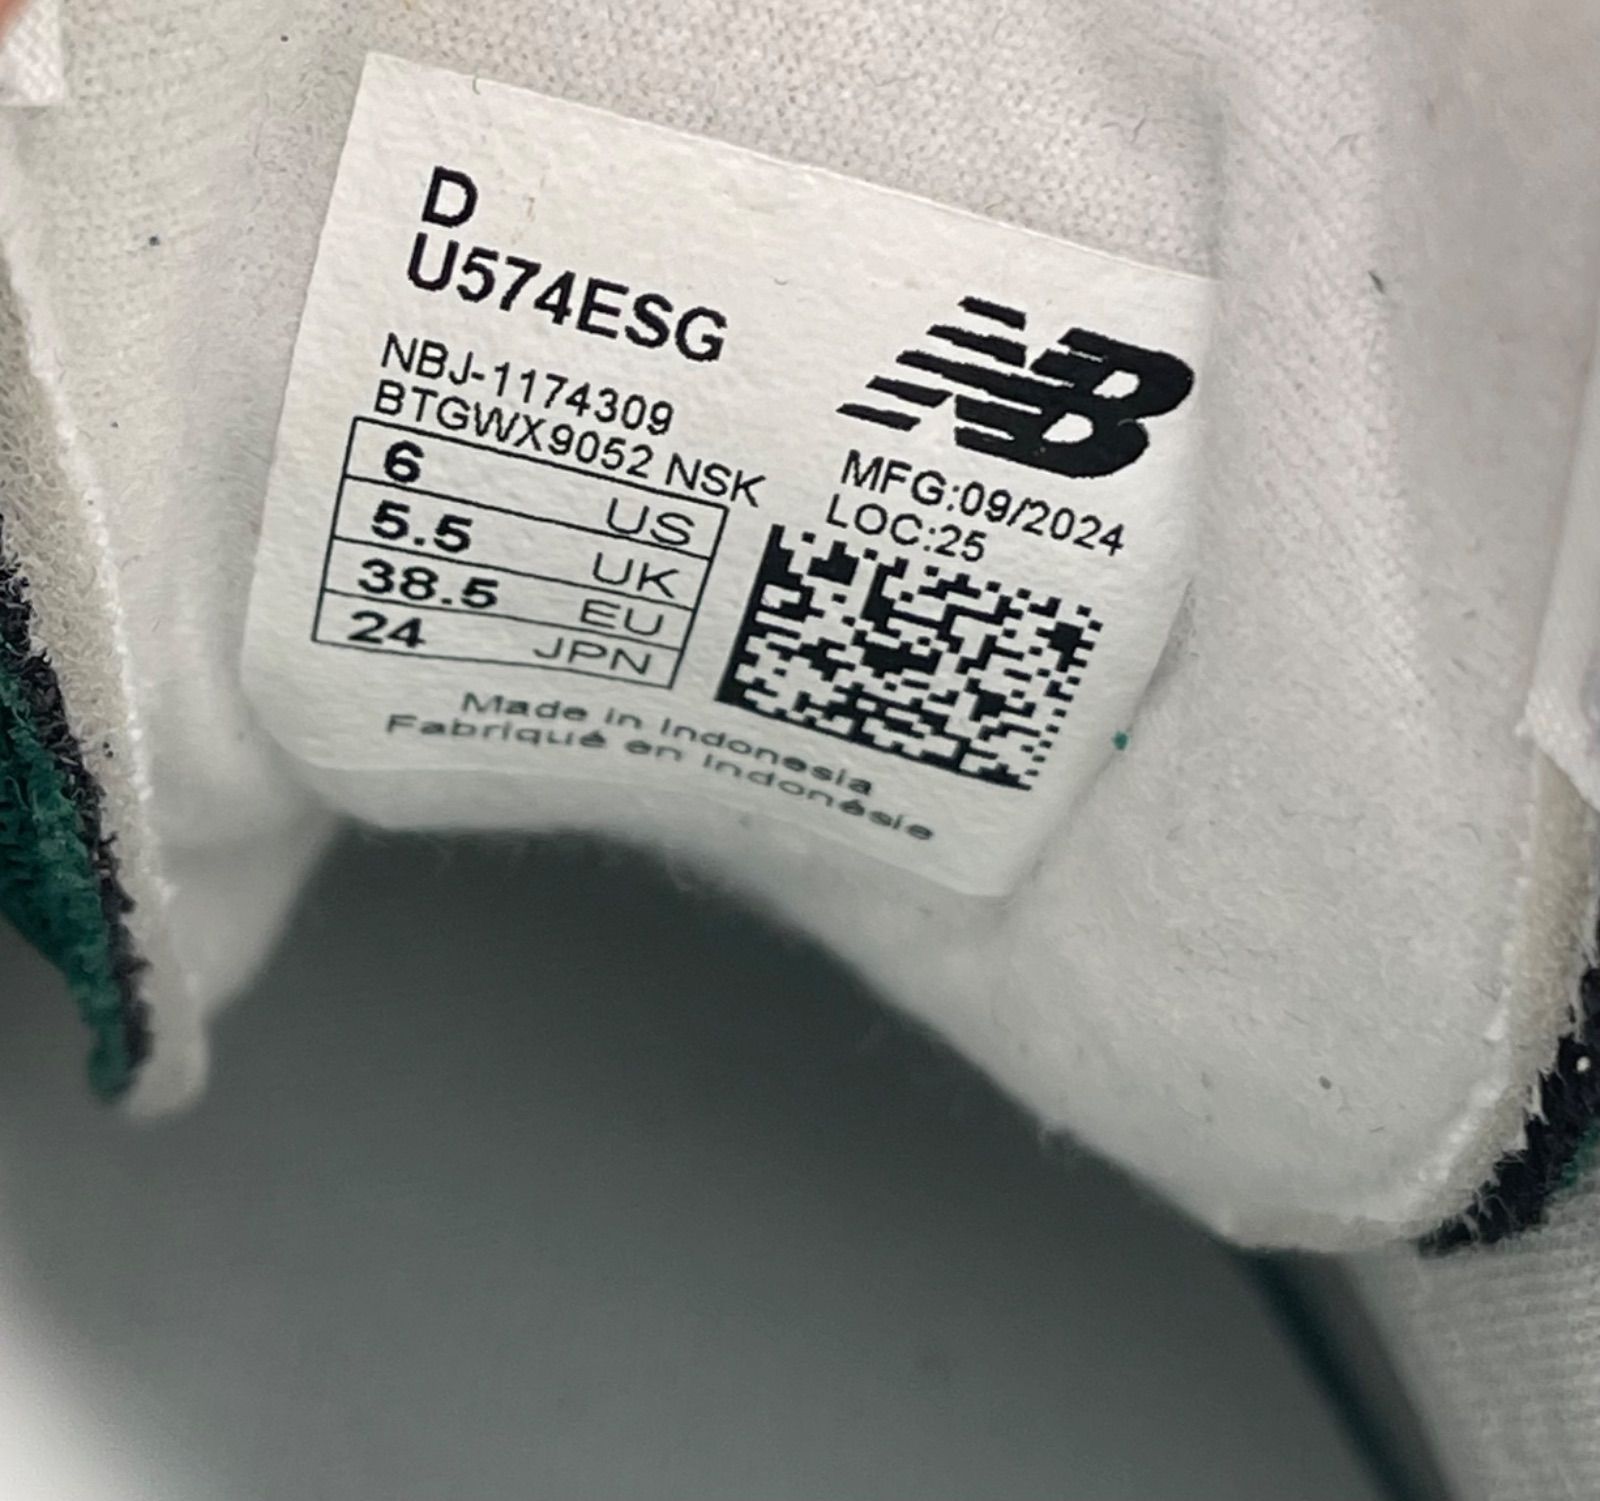 D
U574ESG
NBJ-1174309
BTGWX9052 NSK
6 US
5.5 UK
38.5 EU
24 JPN
NB
MFG:09/2024
LOC:25
Made in Indonesia
Fabriqué en Indonésie